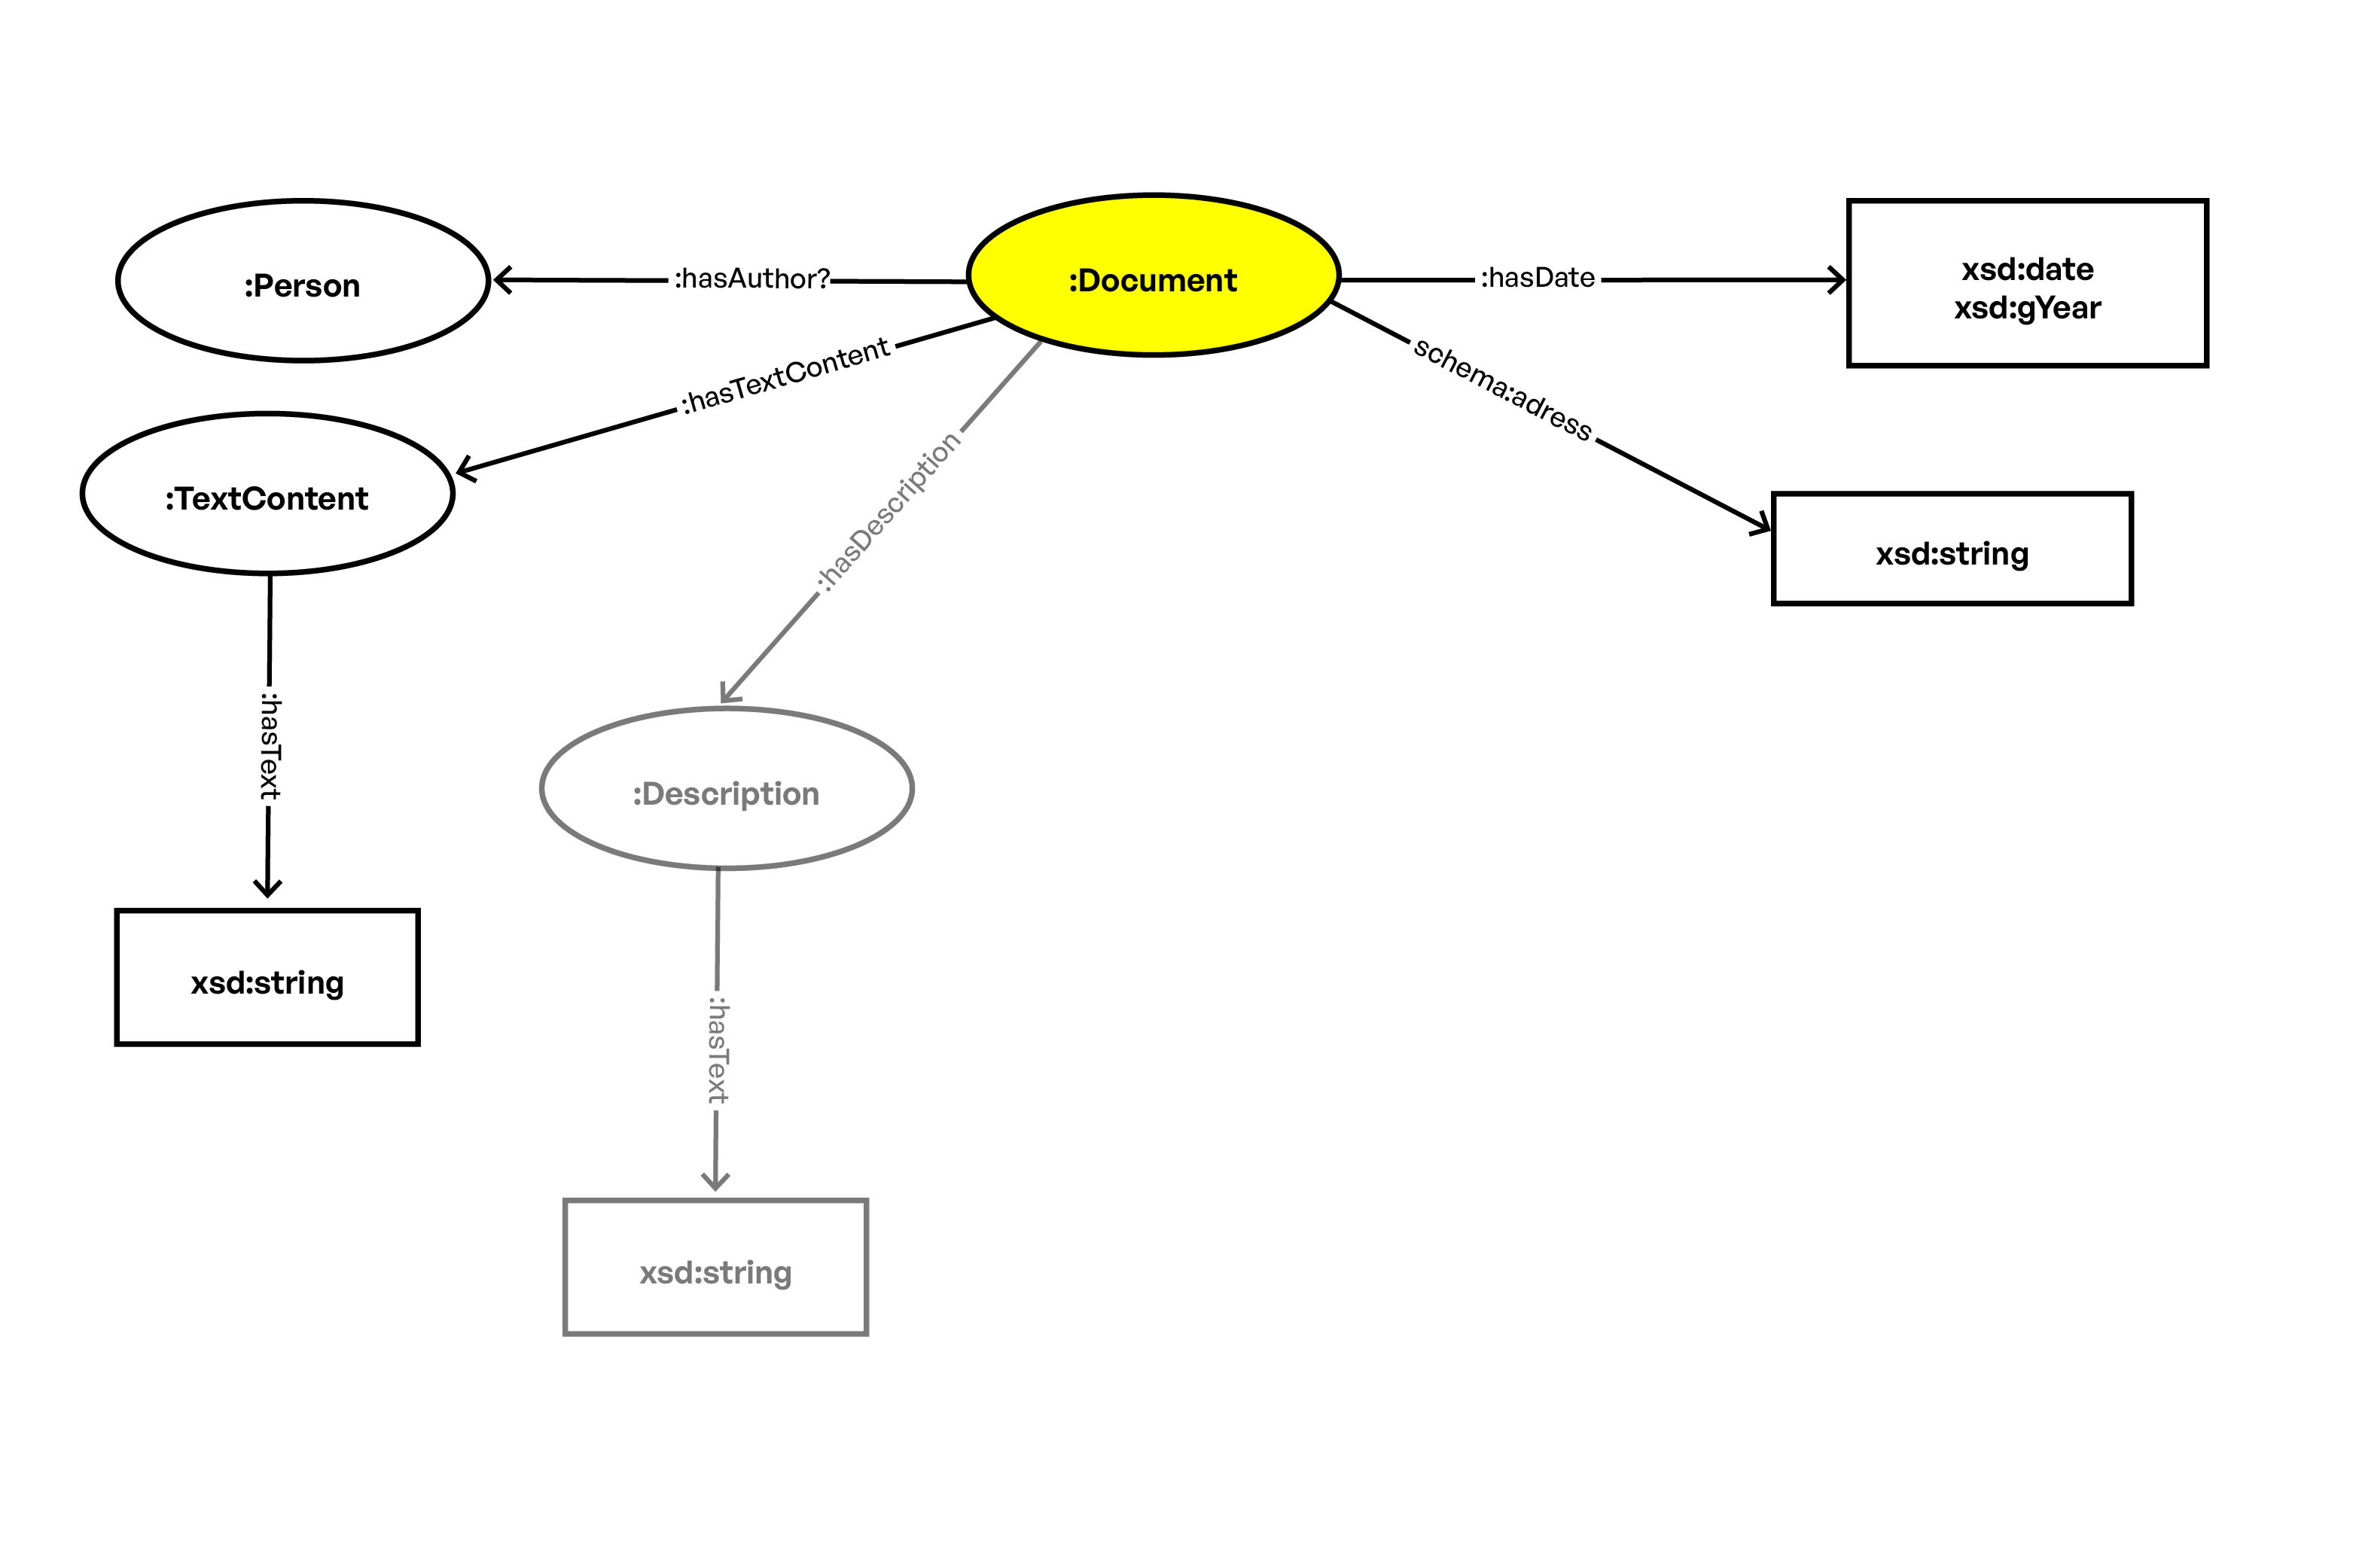 :Person
:hasAuthor?
:Document
:hasDate
xsd:date
xsd:gYear
:hasTextContent
schema:adress
:TextContent
:hasDescription
xsd:string
:hasText
:Description
xsd:string
:hasText
xsd:string